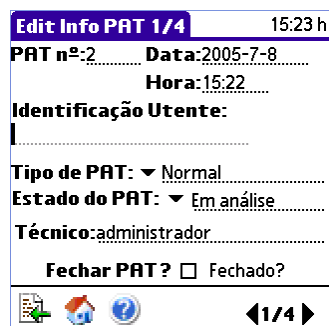 Edit Info PAT 1/4 15:23 h
PAT nº:2 Data:2005-7-8
Hora:15:22
Identificação Utente:
Tipo de PAT: Normal
Estado do PAT: Em análise
Técnico:administrador
Fechar PAT? Fechado?
1/4